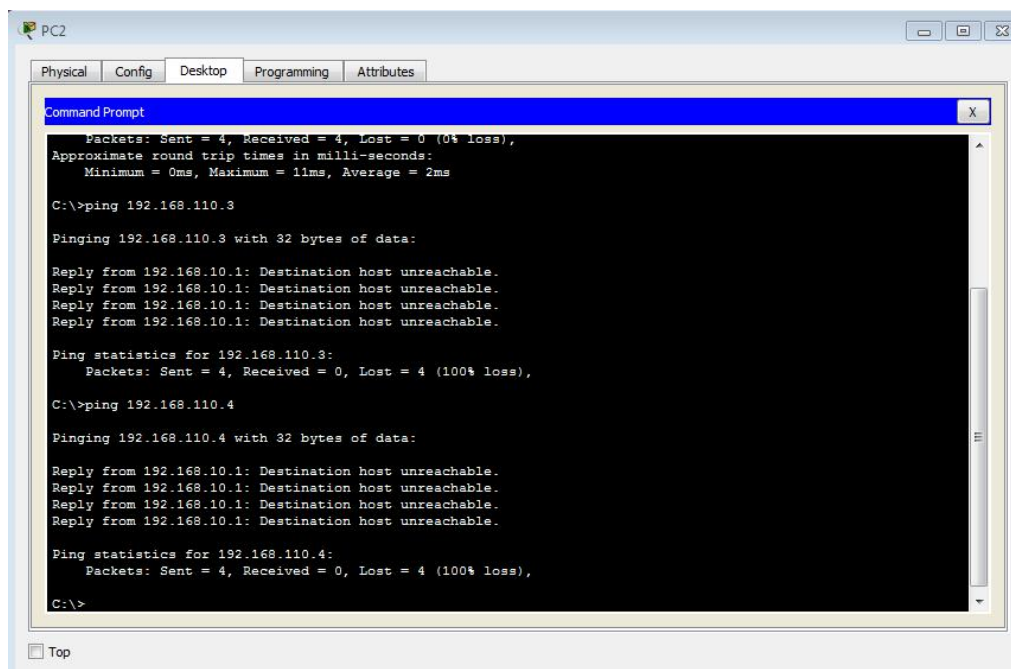 PC2
Physical Config Desktop Programming Attributes
Command Prompt X
Packets: Sent = 4, Received = 4, Lost = 0 (0% loss),
Approximate round trip times in milli-seconds:
Minimum = 0ms, Maximum = 11ms, Average = 2ms
C:\>ping 192.168.110.3
Pinging 192.168.110.3 with 32 bytes of data:
Reply from 192.168.10.1: Destination host unreachable.
Reply from 192.168.10.1: Destination host unreachable.
Reply from 192.168.10.1: Destination host unreachable.
Reply from 192.168.10.1: Destination host unreachable.
Ping statistics for 192.168.110.3:
Packets: Sent = 4, Received = 0, Lost = 4 (100% loss),
C:\>ping 192.168.110.4
Pinging 192.168.110.4 with 32 bytes of data:
Reply from 192.168.10.1: Destination host unreachable.
Reply from 192.168.10.1: Destination host unreachable.
Reply from 192.168.10.1: Destination host unreachable.
Reply from 192.168.10.1: Destination host unreachable.
Ping statistics for 192.168.110.4:
Packets: Sent = 4, Received = 0, Lost = 4 (100% loss),
C:\>
Top